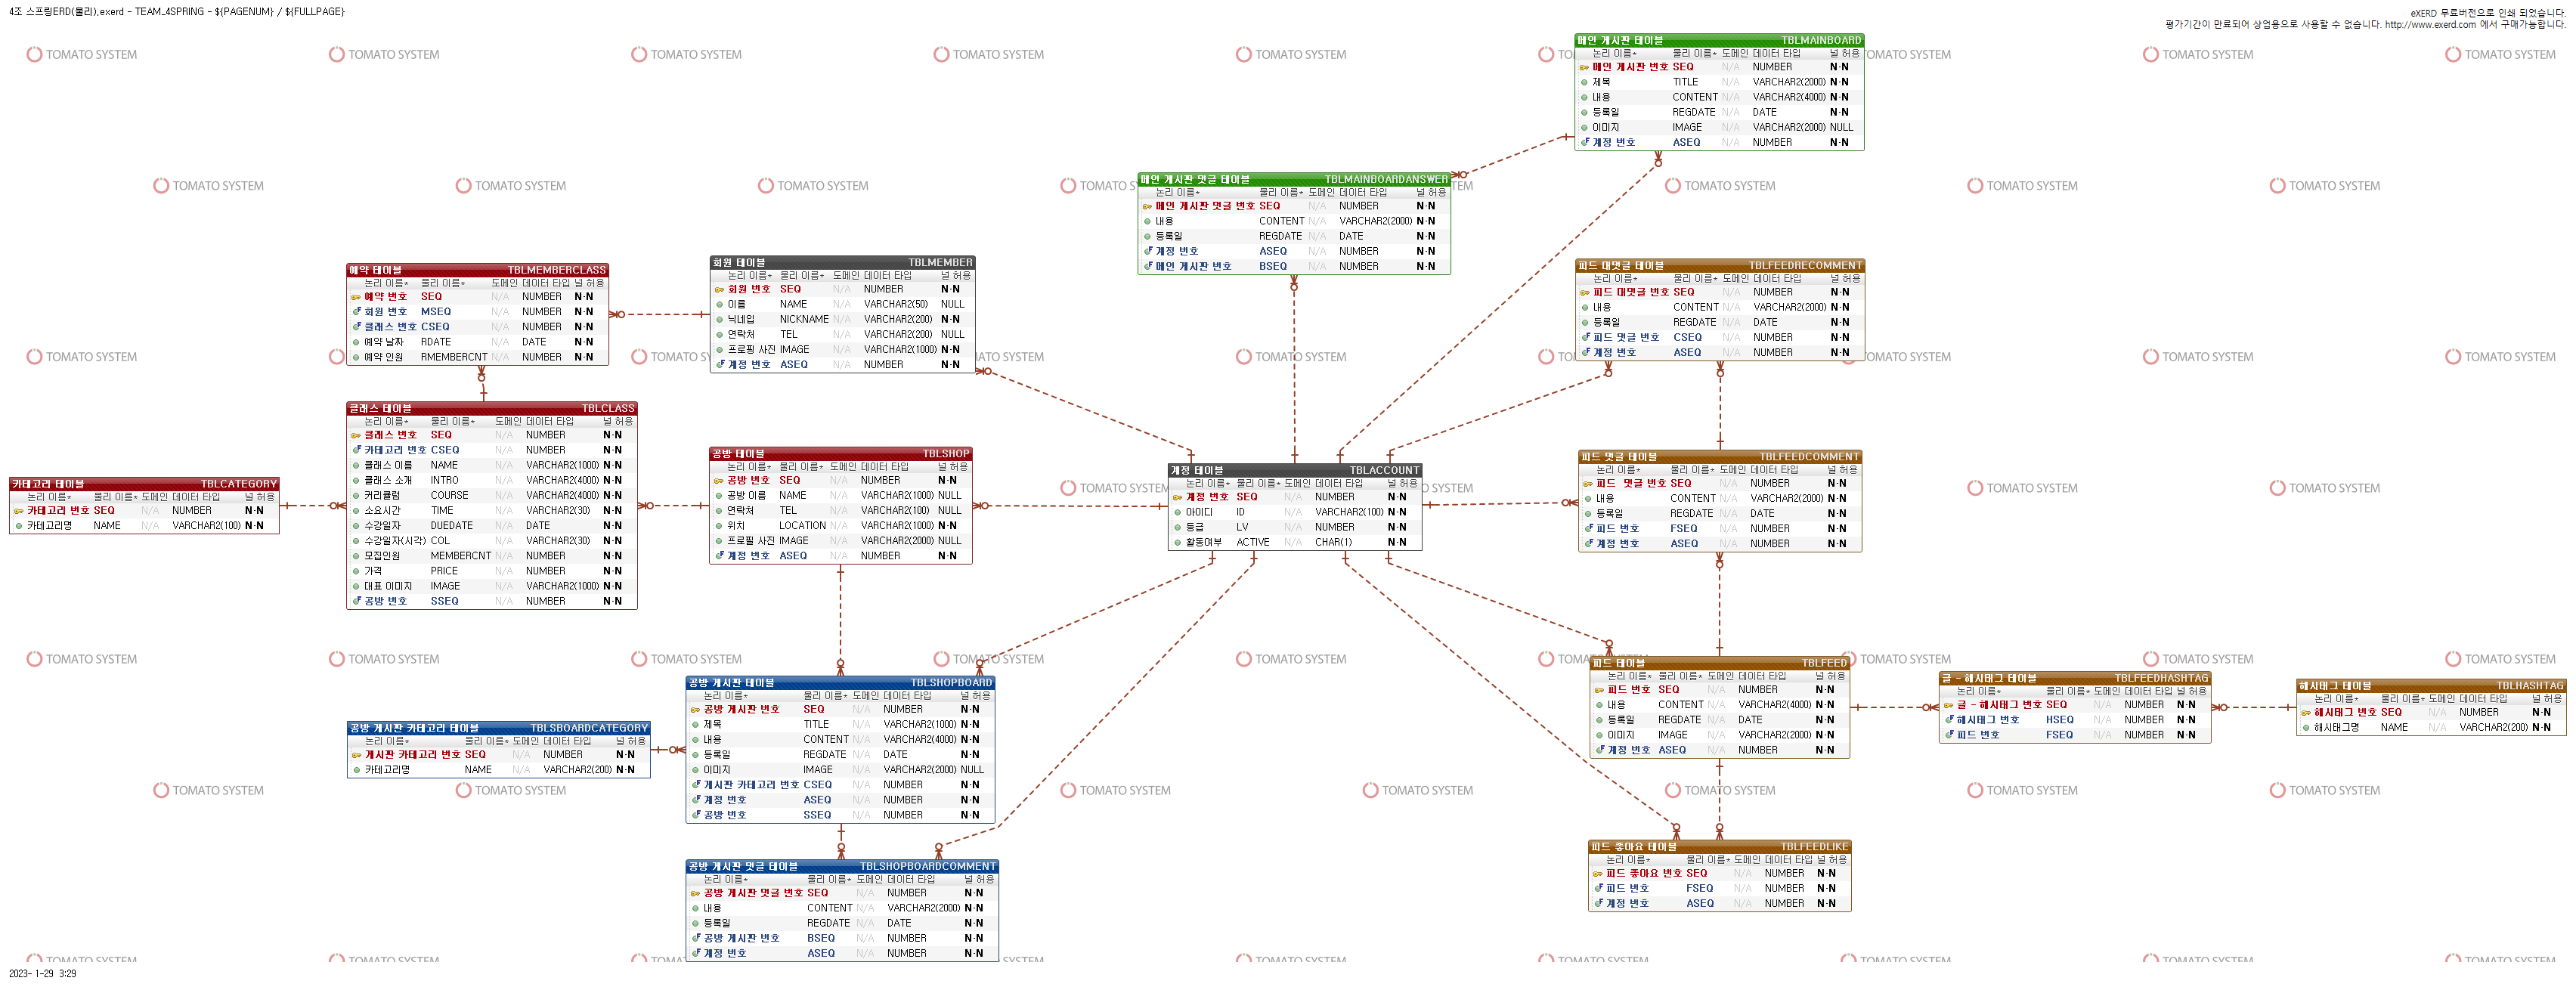 4조 스프링ERD(물리).exerd - TEAM_4SPRING - ${PAGENUM} / ${FULLPAGE}
eXERD 무료버전으로 인쇄 되었습니다.
평가기간이 만료되어 상업용으로 사용할 수 없습니다. http://www.exerd.com 에서 구매가능합니다.
TOMATO SYSTEM
메인 게시판 테이블 TBLMAINBOARD
논리 이름* 물리 이름* 도메인 데이터 타입 널 허용
메인 게시판 번호 SEQ N/A NUMBER N-N
제목 TITLE N/A VARCHAR2(2000) N-N
내용 CONTENT N/A VARCHAR2(4000) N-N
등록일 REGDATE N/A DATE N-N
이미지 IMAGE N/A VARCHAR2(2000) NULL
계정 번호 ASEQ N/A NUMBER N-N
메인 게시판 댓글 테이블 TBLMAINBOARDANSWER
논리 이름* 물리 이름* 도메인 데이터 타입 널 허용
메인 게시판 댓글 번호 SEQ N/A NUMBER N-N
내용 CONTENT N/A VARCHAR2(2000) N-N
등록일 REGDATE N/A DATE N-N
계정 번호 ASEQ N/A NUMBER N-N
메인 게시판 번호 BSEQ N/A NUMBER N-N
예약 테이블 TBLMEMBERCLASS
논리 이름* 물리 이름* 도메인 데이터 타입 널 허용
예약 번호 SEQ N/A NUMBER N-N
회원 번호 MSEQ N/A NUMBER N-N
클래스 번호 CSEQ N/A NUMBER N-N
예약 날짜 RDATE N/A DATE N-N
예약 인원 RMEMBERCNT N/A NUMBER N-N
회원 테이블 TBLMEMBER
논리 이름* 물리 이름* 도메인 데이터 타입 널 허용
회원 번호 SEQ N/A NUMBER N-N
이름 NAME N/A VARCHAR2(50) NULL
닉네임 NICKNAME N/A VARCHAR2(200) N-N
연락처 TEL N/A VARCHAR2(200) NULL
프로핑 사진 IMAGE N/A VARCHAR2(1000) N-N
계정 번호 ASEQ N/A NUMBER N-N
피드 대댓글 테이블 TBLFEEDRECOMMENT
논리 이름* 물리 이름* 도메인 데이터 타입 널 허용
피드 대댓글 번호 SEQ N/A NUMBER N-N
내용 CONTENT N/A VARCHAR2(2000) N-N
등록일 REGDATE N/A DATE N-N
피드 댓글 번호 CSEQ N/A NUMBER N-N
계정 번호 ASEQ N/A NUMBER N-N
클래스 테이블 TBLCLASS
논리 이름* 물리 이름* 도메인 데이터 타입 널 허용
클래스 번호 SEQ N/A NUMBER N-N
카테고리 번호 CSEQ N/A NUMBER N-N
클래스 이름 NAME N/A VARCHAR2(1000) N-N
클래스 소개 INTRO N/A VARCHAR2(4000) N-N
커리큘럼 COURSE N/A VARCHAR2(4000) N-N
소요시간 TIME N/A VARCHAR2(30) N-N
수강일자 DUEDATE N/A DATE N-N
수강일자(시각) COL N/A VARCHAR2(30) N-N
모집인원 MEMBERCNT N/A NUMBER N-N
가격 PRICE N/A NUMBER N-N
대표 이미지 IMAGE N/A VARCHAR2(1000) N-N
공방 번호 SSEQ N/A NUMBER N-N
카테고리 테이블 TBLCATEGORY
논리 이름* 물리 이름* 도메인 데이터 타입 널 허용
카테고리 번호 SEQ N/A NUMBER N-N
카테고리명 NAME N/A VARCHAR2(100) N-N
공방 테이블 TBLSHOP
논리 이름* 물리 이름* 도메인 데이터 타입 널 허용
공방 번호 SEQ N/A NUMBER N-N
공방 이름 NAME N/A VARCHAR2(1000) NULL
연락처 TEL N/A VARCHAR2(100) NULL
위치 LOCATION N/A VARCHAR2(1000) N-N
프로필 사진 IMAGE N/A VARCHAR2(2000) NULL
계정 번호 ASEQ N/A NUMBER N-N
계정 테이블 TBLACCOUNT
논리 이름* 물리 이름* 도메인 데이터 타입 널 허용
계정 번호 SEQ N/A NUMBER N-N
아이디 ID N/A VARCHAR2(100) N-N
등급 LV N/A NUMBER N-N
활동여부 ACTIVE N/A CHAR(1) N-N
피드 댓글 테이블 TBLFEEDCOMMENT
논리 이름* 물리 이름* 도메인 데이터 타입 널 허용
피드 댓글 번호 SEQ N/A NUMBER N-N
내용 CONTENT N/A VARCHAR2(2000) N-N
등록일 REGDATE N/A DATE N-N
피드 번호 FSEQ N/A NUMBER N-N
계정 번호 ASEQ N/A NUMBER N-N
공방 게시판 테이블 TBLSHOPBOARD
논리 이름* 물리 이름* 도메인 데이터 타입 널 허용
공방 게시판 번호 SEQ N/A NUMBER N-N
제목 TITLE N/A VARCHAR2(1000) N-N
내용 CONTENT N/A VARCHAR2(4000) N-N
등록일 REGDATE N/A DATE N-N
이미지 IMAGE N/A VARCHAR2(2000) NULL
게시판 카테고리 번호 CSEQ N/A NUMBER N-N
계정 번호 ASEQ N/A NUMBER N-N
공방 번호 SSEQ N/A NUMBER N-N
공방 게시판 카테고리 테이블 TBLSBOARDCATEGORY
논리 이름* 물리 이름* 도메인 데이터 타입 널 허용
게시판 카테고리 번호 SEQ N/A NUMBER N-N
카테고리명 NAME N/A VARCHAR2(200) N-N
피드 테이블 TBLFEED
논리 이름* 물리 이름* 도메인 데이터 타입 널 허용
피드 번호 SEQ N/A NUMBER N-N
내용 CONTENT N/A VARCHAR2(4000) N-N
등록일 REGDATE N/A DATE N-N
이미지 IMAGE N/A VARCHAR2(2000) N-N
계정 번호 ASEQ N/A NUMBER N-N
글 - 해시태그 테이블 TBLFEEDHASHTAG
논리 이름* 물리 이름* 도메인 데이터 타입 널 허용
글 - 해시태그 번호 SEQ N/A NUMBER N-N
해시태그 번호 HSEQ N/A NUMBER N-N
피드 번호 FSEQ N/A NUMBER N-N
해시태그 테이블 TBLHASHTAG
논리 이름* 물리 이름* 도메인 데이터 타입 널 허용
해시태그 번호 SEQ N/A NUMBER N-N
해시태그명 NAME N/A VARCHAR2(200) N-N
공방 게시판 댓글 테이블 TBLSHOPBOARDCOMMENT
논리 이름* 물리 이름* 도메인 데이터 타입 널 허용
공방 게시판 댓글 번호 SEQ N/A NUMBER N-N
내용 CONTENT N/A VARCHAR2(2000) N-N
등록일 REGDATE N/A DATE N-N
공방 게시판 번호 BSEQ N/A NUMBER N-N
계정 번호 ASEQ N/A NUMBER N-N
피드 좋아요 테이블 TBLFEEDLIKE
논리 이름* 물리 이름* 도메인 데이터 타입 널 허용
피드 좋아요 번호 SEQ N/A NUMBER N-N
피드 번호 FSEQ N/A NUMBER N-N
계정 번호 ASEQ N/A NUMBER N-N
2023- 1-29 3:29